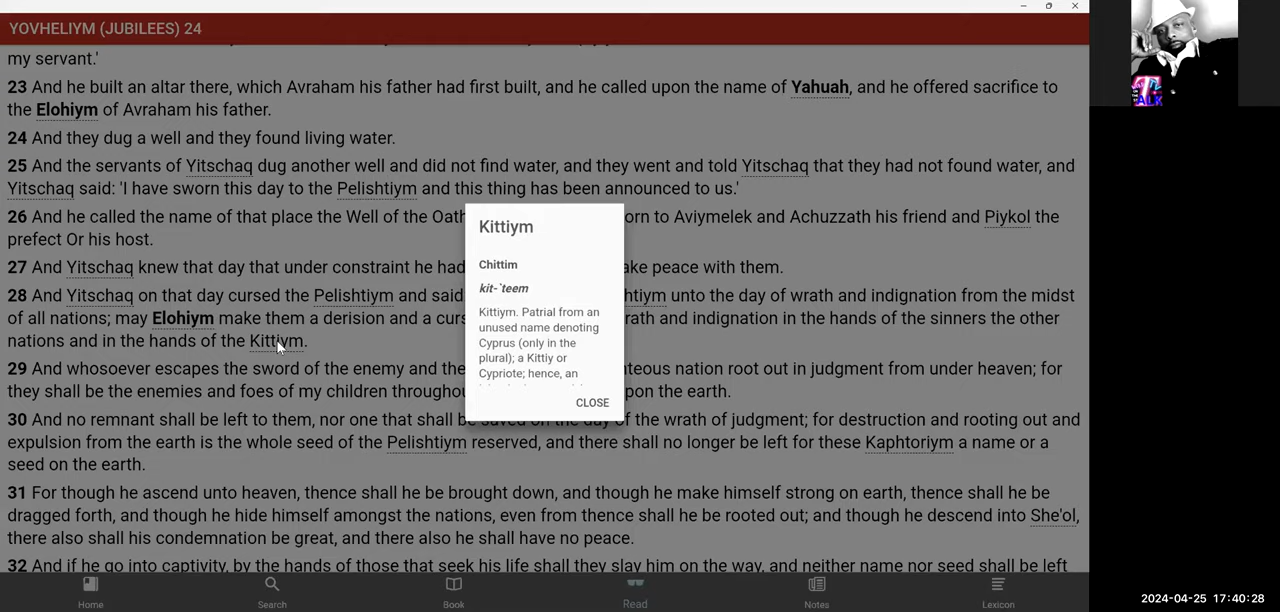 YOVHELIYM (JUBILEES) 24
my servant.'
23 And he built an altar there, which Avraham his father had first built, and he called upon the name of Yahuah, and he offered sacrifice to
the Elohiym of Avraham his father.
24 And they dug a well and they found living water.
25 And the servants of Yitschaq dug another well and did not find water, and they went and told Yitschaq that they had not found water, and
Yitschaq said: 'I have sworn this day to the Pelishtiym and this thing has been announced to us.'
26 And he called the name of that place the Well of the Oath orn to Aviymelek and Achuzzath his friend and Piykol the
prefect Or his host.
27 And Yitschaq knew that day that under constraint he had ake peace with them.
28 And Yitschaq on that day cursed the Pelishtiym and said htiym unto the day of wrath and indignation from the midst
of all nations; may Elohiym make them a derision and a curs rath and indignation in the hands of the sinners the other
nations and in the hands of the Kittiym.
29 And whosoever escapes the sword of the enemy and the hteous nation root out in judgment from under heaven; for
they shall be the enemies and foes of my children throughou pon the earth.
30 And no remnant shall be left to them, nor one that shall be saved on the day of the wrath of judgment; for destruction and rooting out and
expulsion from the earth is the whole seed of the Pelishtiym reserved, and there shall no longer be left for these Kaphtoriym a name or a
seed on the earth.
31 For though he ascend unto heaven, thence shall he be brought down, and though he make himself strong on earth, thence shall he be
dragged forth, and though he hide himself amongst the nations, even from thence shall he be rooted out; and though he descend into She'ol,
there also shall his condemnation be great, and there also he shall have no peace.
32 And if he go into captivity, by the hands of those that seek his life shall they slay him on the way, and neither name nor seed shall be left
Kittiym
Chittim
kit-`teem
Kittiym. Patrial from an
unused name denoting
Cyprus (only in the
plural); a Kittiy or
Cypriote; hence, an
CLOSE
Home
Search
Book
Read
Notes
Lexicon
TALK
2024-04-25 17:40:28